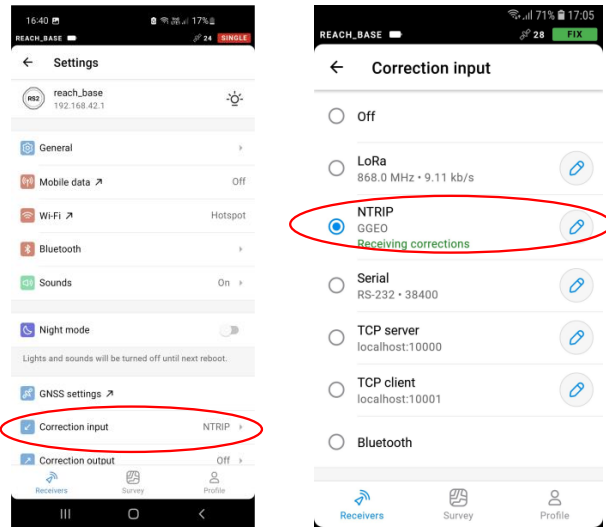 16:40 17%
REACH_BASE 24 SINGLE
Settings
RS2
reach_base
192.168.42.1
General
Mobile data Off
Wi-Fi Hotspot
Bluetooth
Sounds On
Night mode
Lights and sounds will be turned off until next reboot.
GNSS settings
Correction input NTRIP
Correction output Off
Receivers Survey Profile
71% 17:05
REACH_BASE 28 FIX
Correction input
Off
LoRa
868.0 MHz • 9.11 kb/s
NTRIP
GGEO
Receiving corrections
Serial
RS-232 • 38400
TCP server
localhost:10000
TCP client
localhost:10001
Bluetooth
Receivers Survey Profile